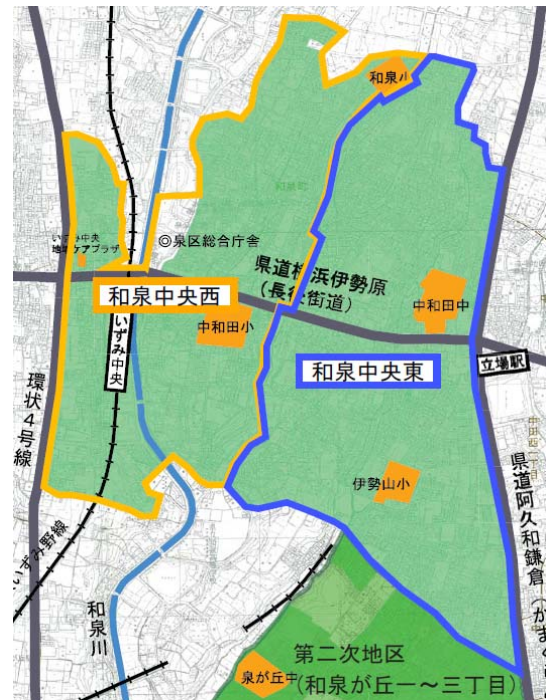 和泉小
いずみ中央
地域ケアプラザ
◎泉区総合庁舎
県道横浜伊勢原
(長後街道)
和泉中央西
中和田小
中和田中
いずみ中央
和泉中央東
立場駅
環状4号線
伊勢山小
県道阿久和鎌倉
いずみ野線
和泉川
第二次地区
(和泉が丘一～三丁目)
泉が丘中